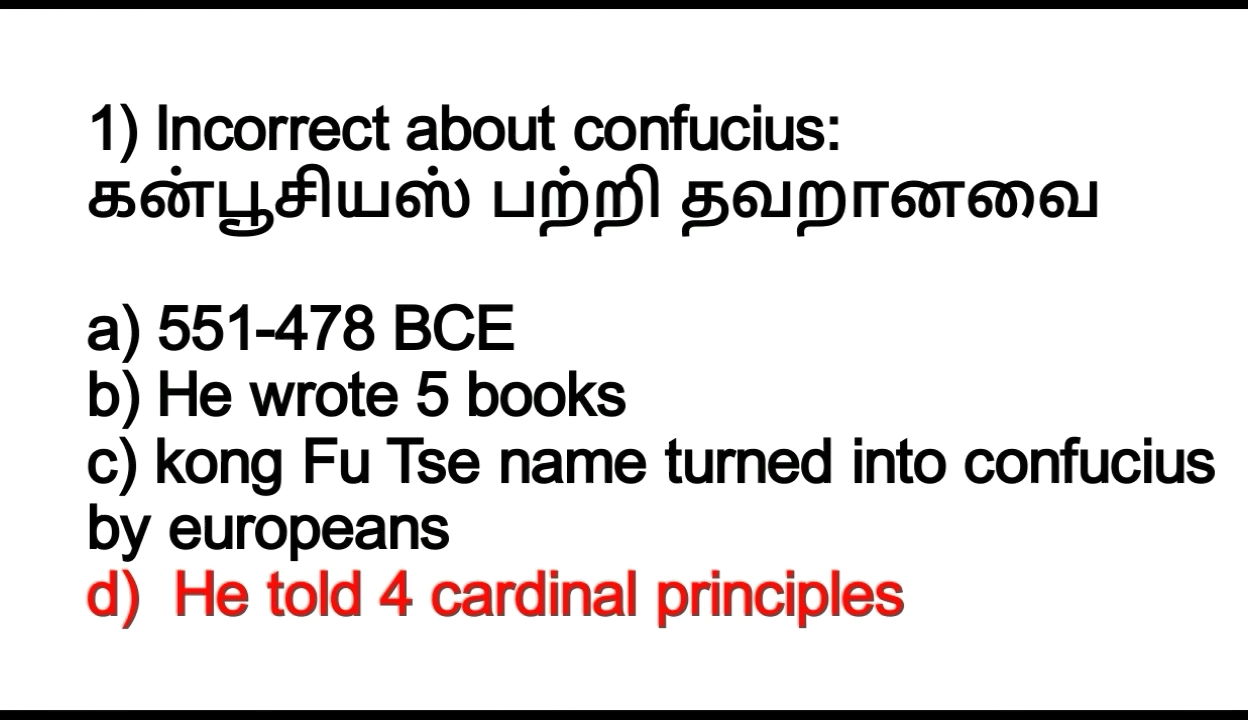 1) Incorrect about confucius:
கன்பூசியஸ் பற்றி தவறானவை
a) 551-478 BCE
b) He wrote 5 books
c) kong Fu Tse name turned into confucius
by europeans
d) He told 4 cardinal principles